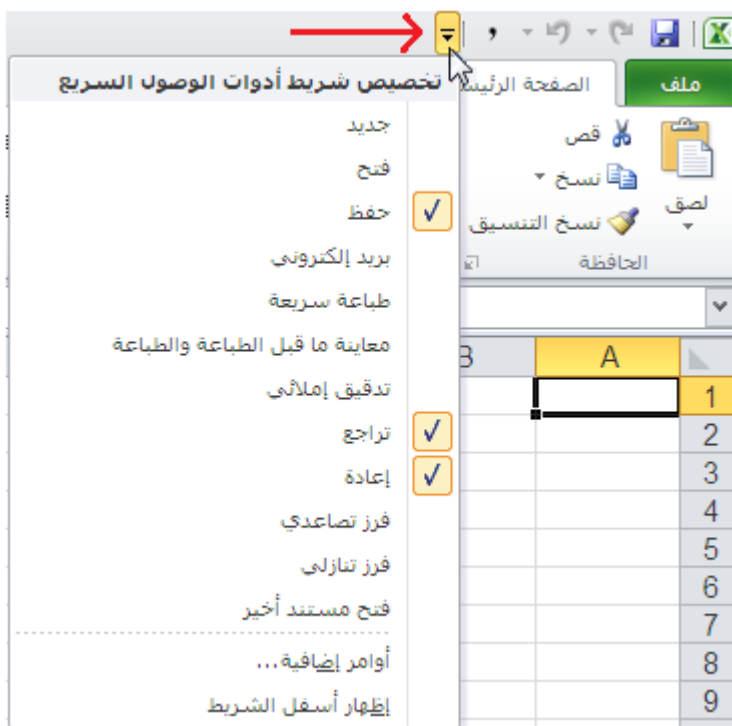 ملف
الصفحة الرئيس
لصق
قص
نسخ
نسخ التنسيق
الحافظة
A
B
1
2
3
4
5
6
7
8
9
تخصيص شريط أدوات الوصول السريع
جديد
فتح
حفظ
بريد إلكتروني
طباعة سريعة
معاينة ما قبل الطباعة والطباعة
تدقيق إملائي
تراجع
إعادة
فرز تصاعدي
فرز تنازلي
فتح مستند أخير
أوامر إضافية...
إظهار أسفل الشريط